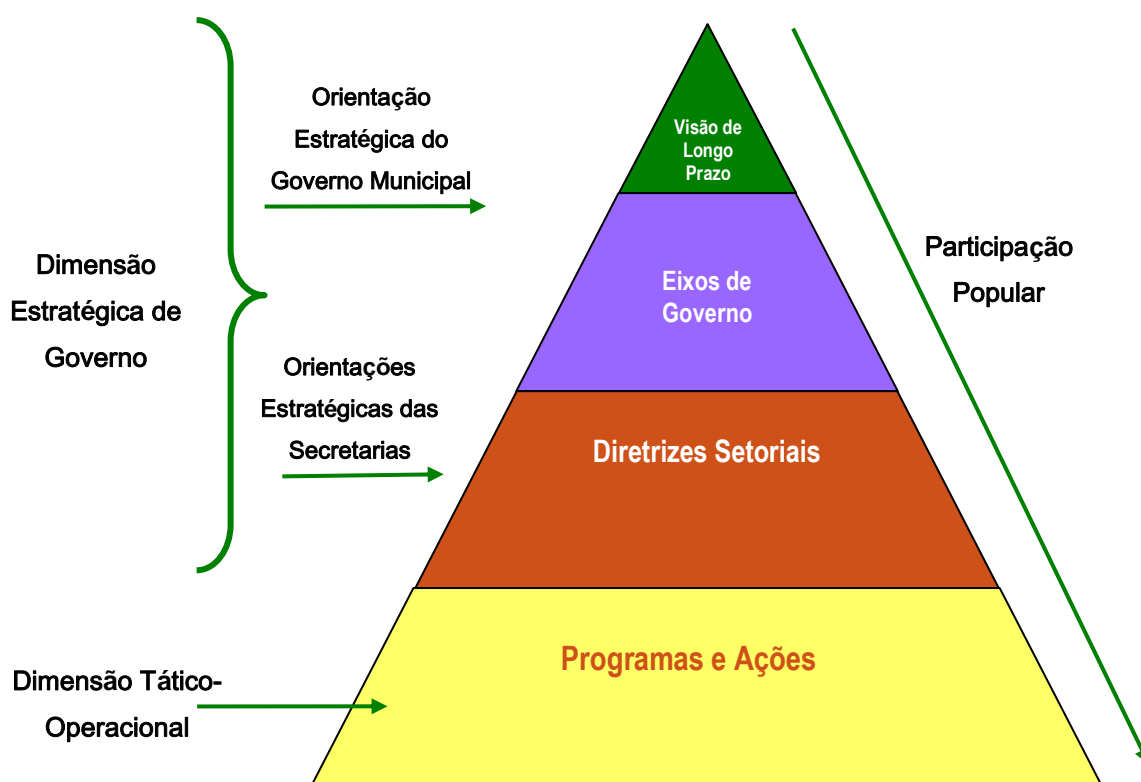 Orientação
Estratégica do
Governo Municipal
Visão de
Longo
Prazo
Dimensão
Estratégica de
Governo
Eixos de
Governo
Participação
Popular
Orientações
Estratégicas das
Secretarias
Diretrizes Setoriais
Programas e Ações
Dimensão Tático-
Operacional